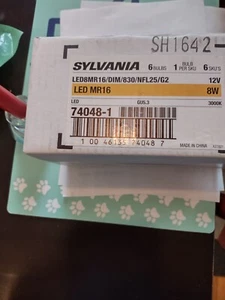 SH1642
SYLVANIA 6 BULBS 1 BULB PER SKU 6 SKU'S
LED8MR16/DIM/830/NFL25/G2 12V
LED MR16 8W
LED GU5.3 3000K
74048-1
1 00 46135 74048 7
MADE IN CHINA